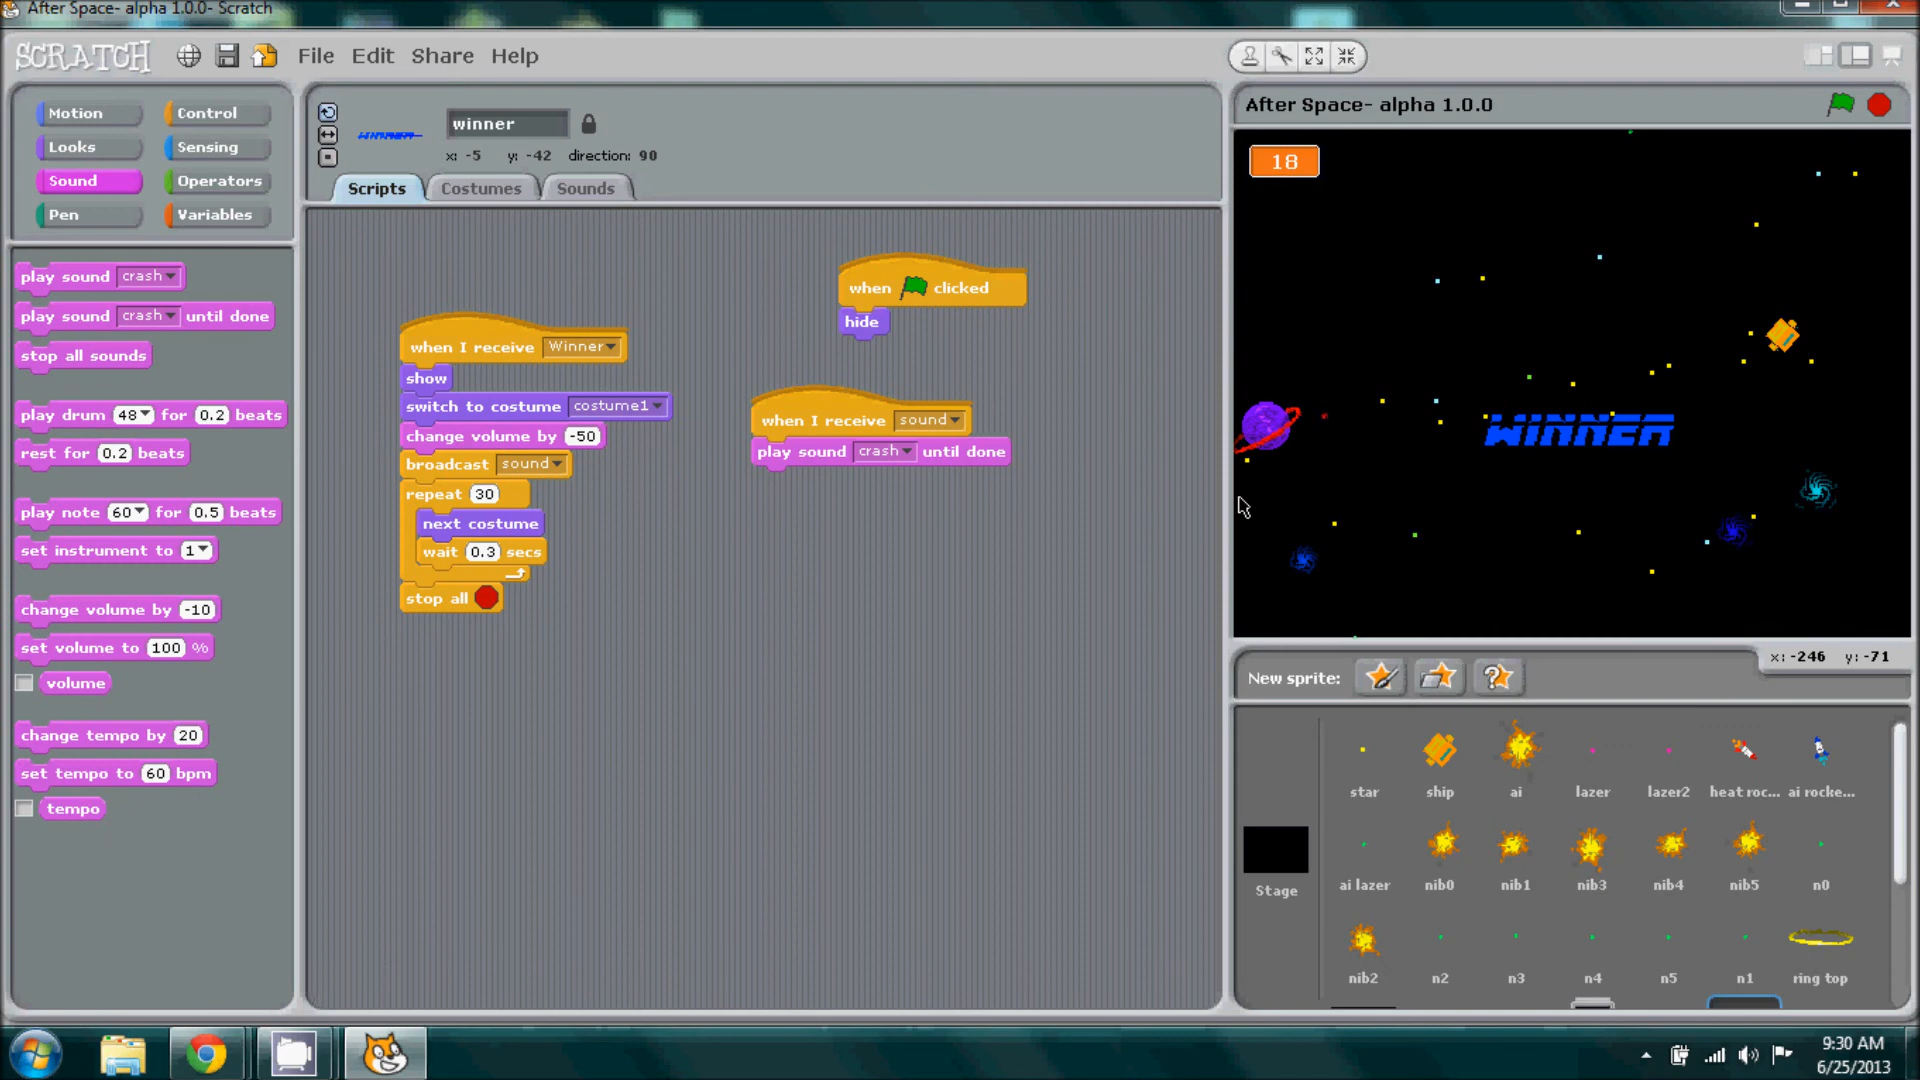 After Space- alpha 1.0.0- Scratch
SCRATCH File Edit Share Help
Motion Control
Looks Sensing
Sound Operators
Pen Variables
play sound crash
play sound crash until done
stop all sounds
play drum 48 for 0.2 beats
rest for 0.2 beats
play note 60 for 0.5 beats
set instrument to 1
change volume by -10
set volume to 100 %
volume
change tempo by 20
set tempo to 60 bpm
tempo
WINNER
winner
x: -5 y: -42 direction: 90
Scripts Costumes Sounds
when I receive Winner
show
switch to costume costume1
change volume by -50
broadcast sound
repeat 30
next costume
wait 0.3 secs
stop all
when clicked
hide
when I receive sound
play sound crash until done
After Space- alpha 1.0.0
18
WINNER
x: -246 y: -71
New sprite:
Stage
star ship ai lazer lazer2 heat roc... ai rocke...
ai lazer nib0 nib1 nib3 nib4 nib5 n0
nib2 n2 n3 n4 n5 n1 ring top
9:30 AM
6/25/2013